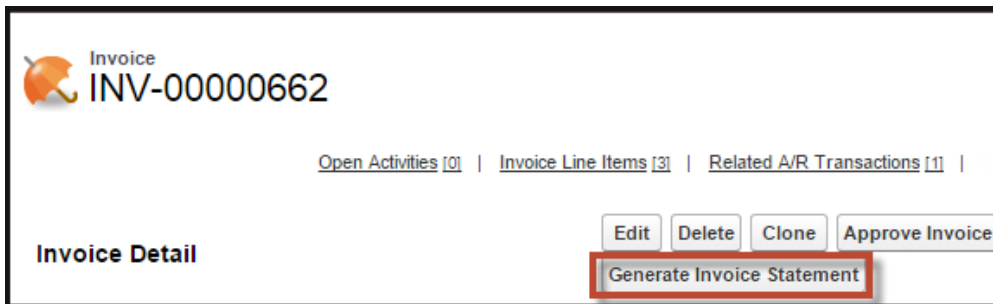 Invoice
INV-00000662
Open Activities [0] | Invoice Line Items [3] | Related A/R Transactions [1] |
Edit Delete Clone Approve Invoice
Invoice Detail
Generate Invoice Statement